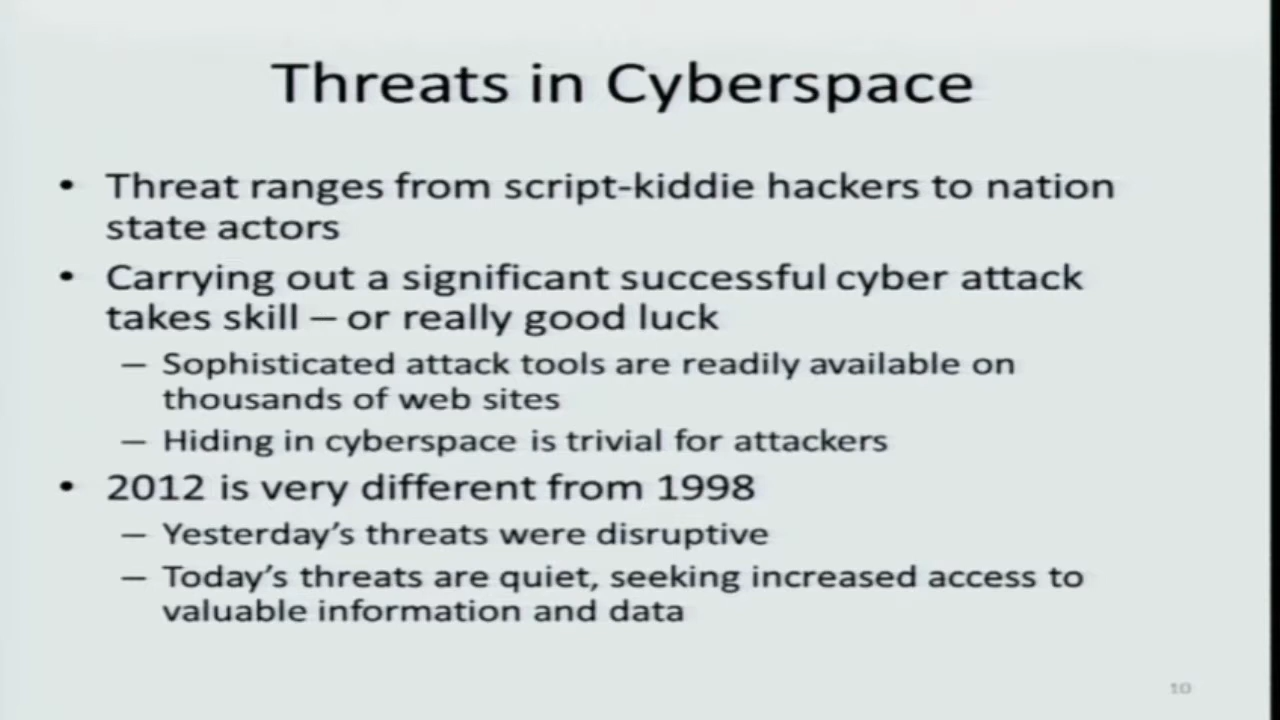 Threats in Cyberspace
• Threat ranges from script-kiddie hackers to nation
state actors
• Carrying out a significant successful cyber attack
takes skill – or really good luck
– Sophisticated attack tools are readily available on
thousands of web sites
– Hiding in cyberspace is trivial for attackers
• 2012 is very different from 1998
– Yesterday's threats were disruptive
– Today's threats are quiet, seeking increased access to
valuable information and data
10